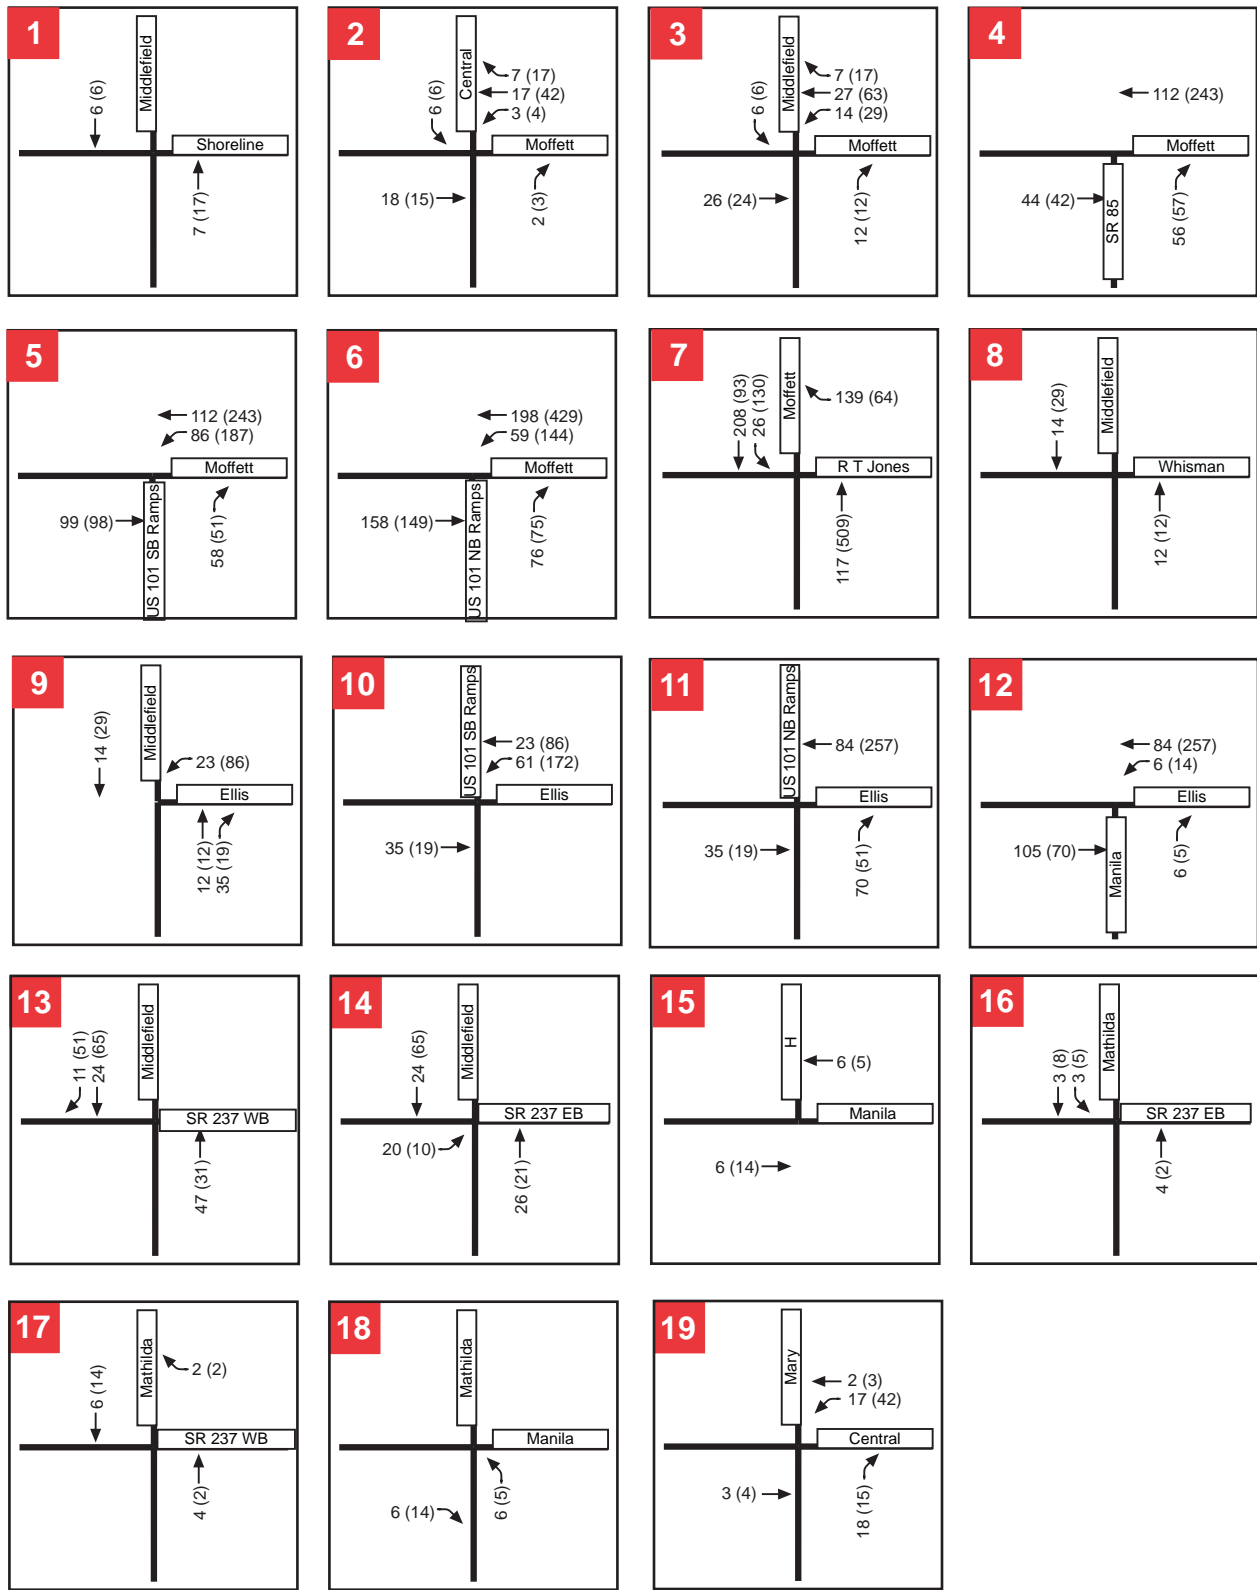 1
Middlefield
6 (6)
Shoreline
7 (17)
2
Central
6 (6)
7 (17)
17 (42)
3 (4)
Moffett
18 (15)
2 (3)
3
Middlefield
6 (6)
7 (17)
27 (63)
14 (29)
Moffett
26 (24)
12 (12)
4
112 (243)
Moffett
44 (42)
SR 85
56 (57)
5
112 (243)
86 (187)
Moffett
99 (98)
US 101 SB Ramps
58 (51)
6
198 (429)
59 (144)
Moffett
158 (149)
US 101 NB Ramps
76 (75)
7
208 (93)
26 (130)
Moffett
139 (64)
R T Jones
117 (509)
8
14 (29)
Middlefield
Whisman
12 (12)
9
14 (29)
Middlefield
23 (86)
Ellis
12 (12)
35 (19)
10
US 101 SB Ramps
23 (86)
61 (172)
Ellis
35 (19)
11
US 101 NB Ramps
84 (257)
Ellis
35 (19)
70 (51)
12
84 (257)
6 (14)
Ellis
105 (70)
Manila
6 (5)
13
11 (51)
24 (65)
Middlefield
SR 237 WB
47 (31)
14
24 (65)
Middlefield
SR 237 EB
20 (10)
26 (21)
15
H
6 (5)
Manila
6 (14)
16
3 (8)
3 (5)
Mathilda
SR 237 EB
4 (2)
17
6 (14)
Mathilda
2 (2)
SR 237 WB
4 (2)
18
Mathilda
Manila
6 (14)
6 (5)
19
Mary
2 (3)
17 (42)
Central
3 (4)
18 (15)